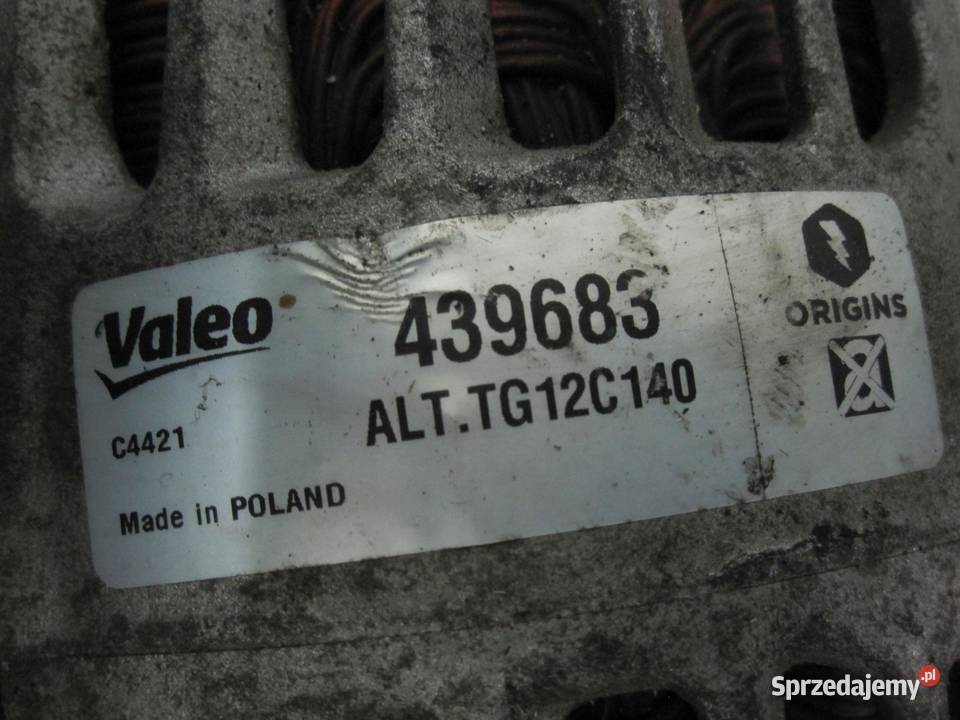 Valeo
439683
ORIGINS
ALT.TG12C140
C4421
Made in POLAND
Sprzedajemy.pl